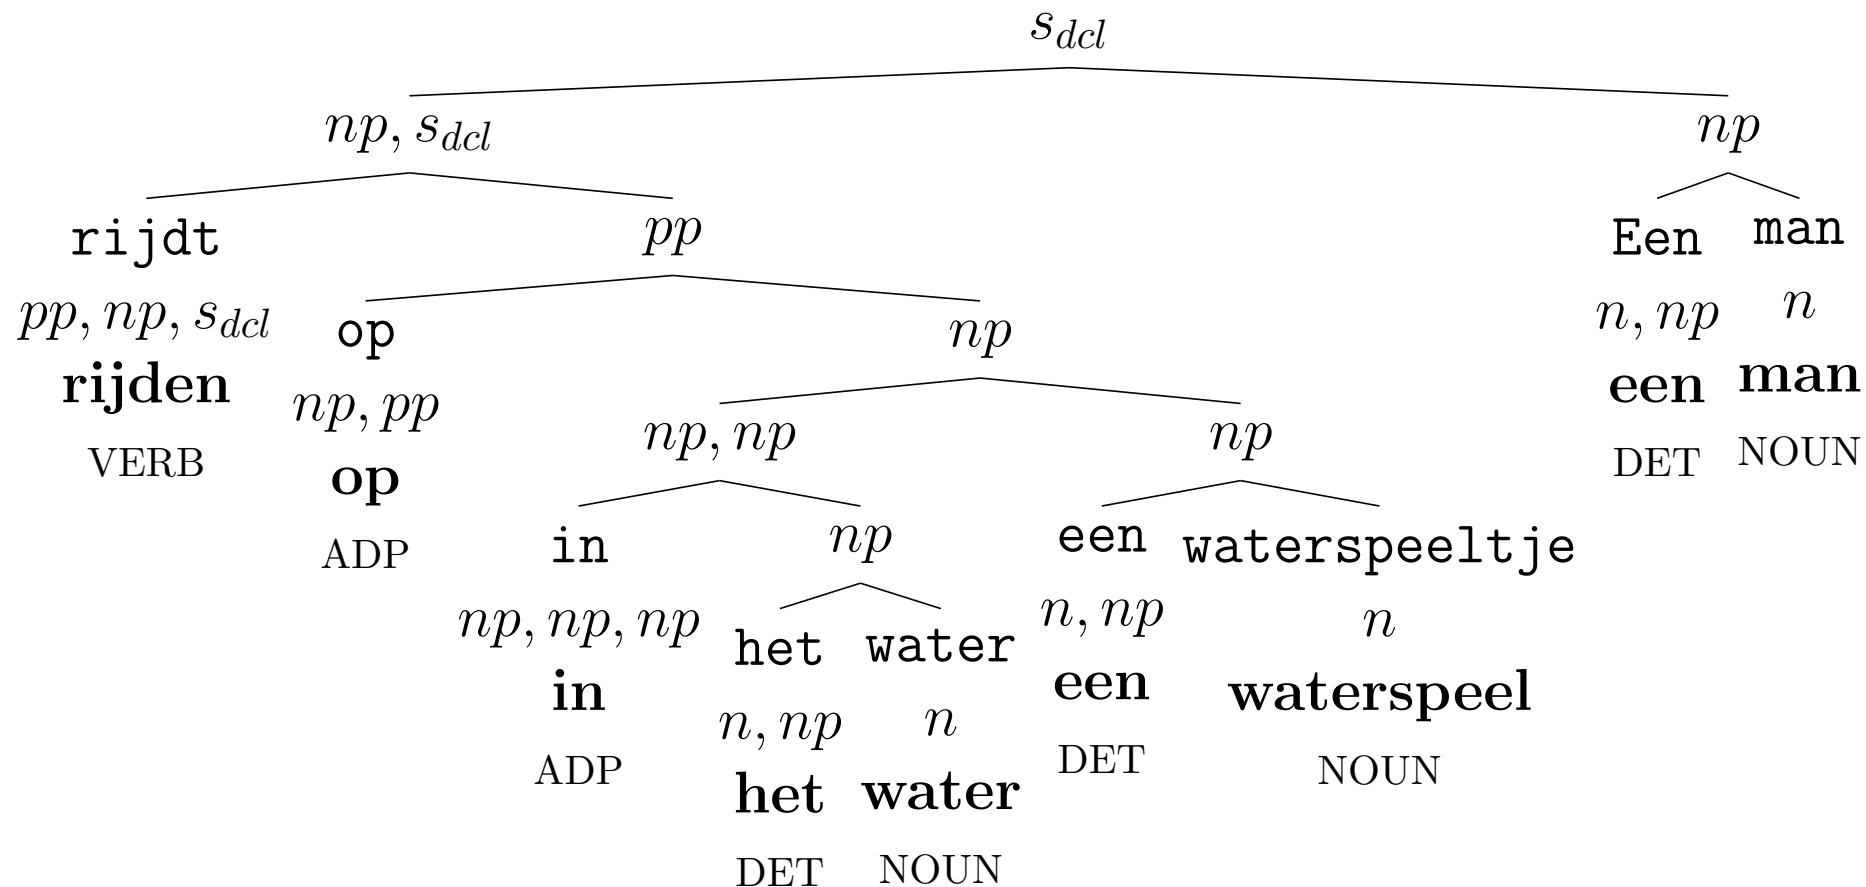 s_dcl
np, s_dcl np
rijdt pp Een man
pp, np, s_dcl op np n, np n
rijden np, pp een man
VERB op np, np np DET NOUN
ADP in np een waterspeeltje
np, np, np het water n, np n
in n, np n een waterspeel
ADP het water DET NOUN
DET NOUN